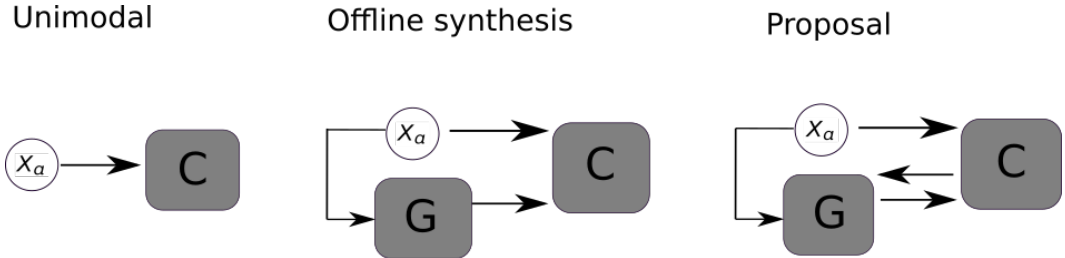 Unimodal
Offline synthesis
Proposal
Xa
C
Xa
G
C
Xa
G
C